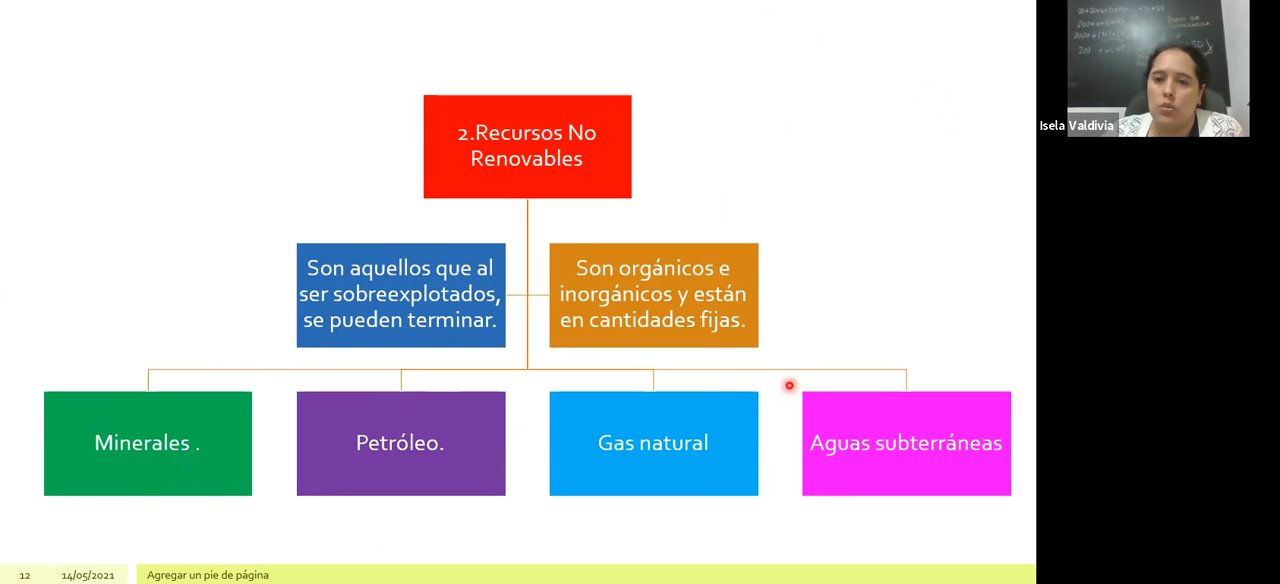 2.Recursos No
Renovables
Son aquellos que al
ser sobreexplotados,
se pueden terminar.
Son orgánicos e
inorgánicos y están
en cantidades fijas.
Minerales .
Petróleo.
Gas natural
Aguas subterráneas
12
14/05/2021
Agregar un pie de página
Isela Valdivia